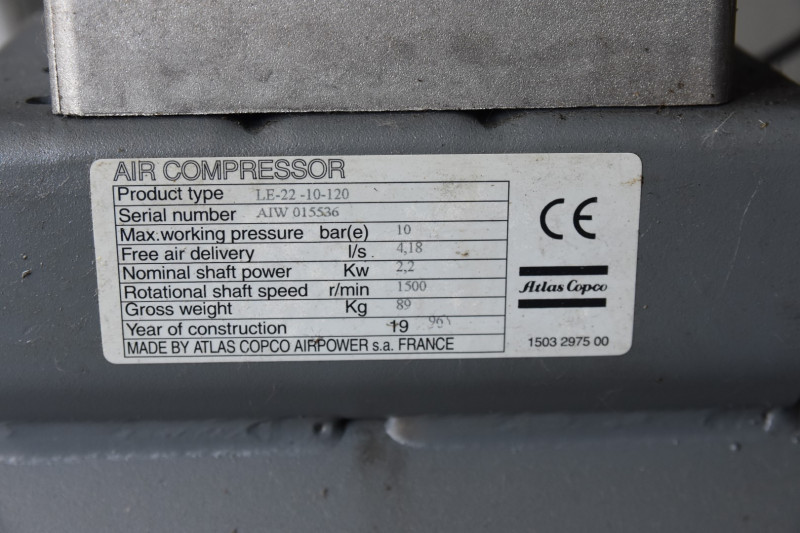 AIR COMPRESSOR
Product type LE-22 -10-120
Serial number AIW 015536
Max.working pressure bar(e) 10
Free air delivery l/s 4,18
Nominal shaft power Kw 2,2
Rotational shaft speed r/min 1500
Gross weight Kg 89
Year of construction 19 96
MADE BY ATLAS COPCO AIRPOWER s.a. FRANCE
CE
Atlas Copco
1503 2975 00